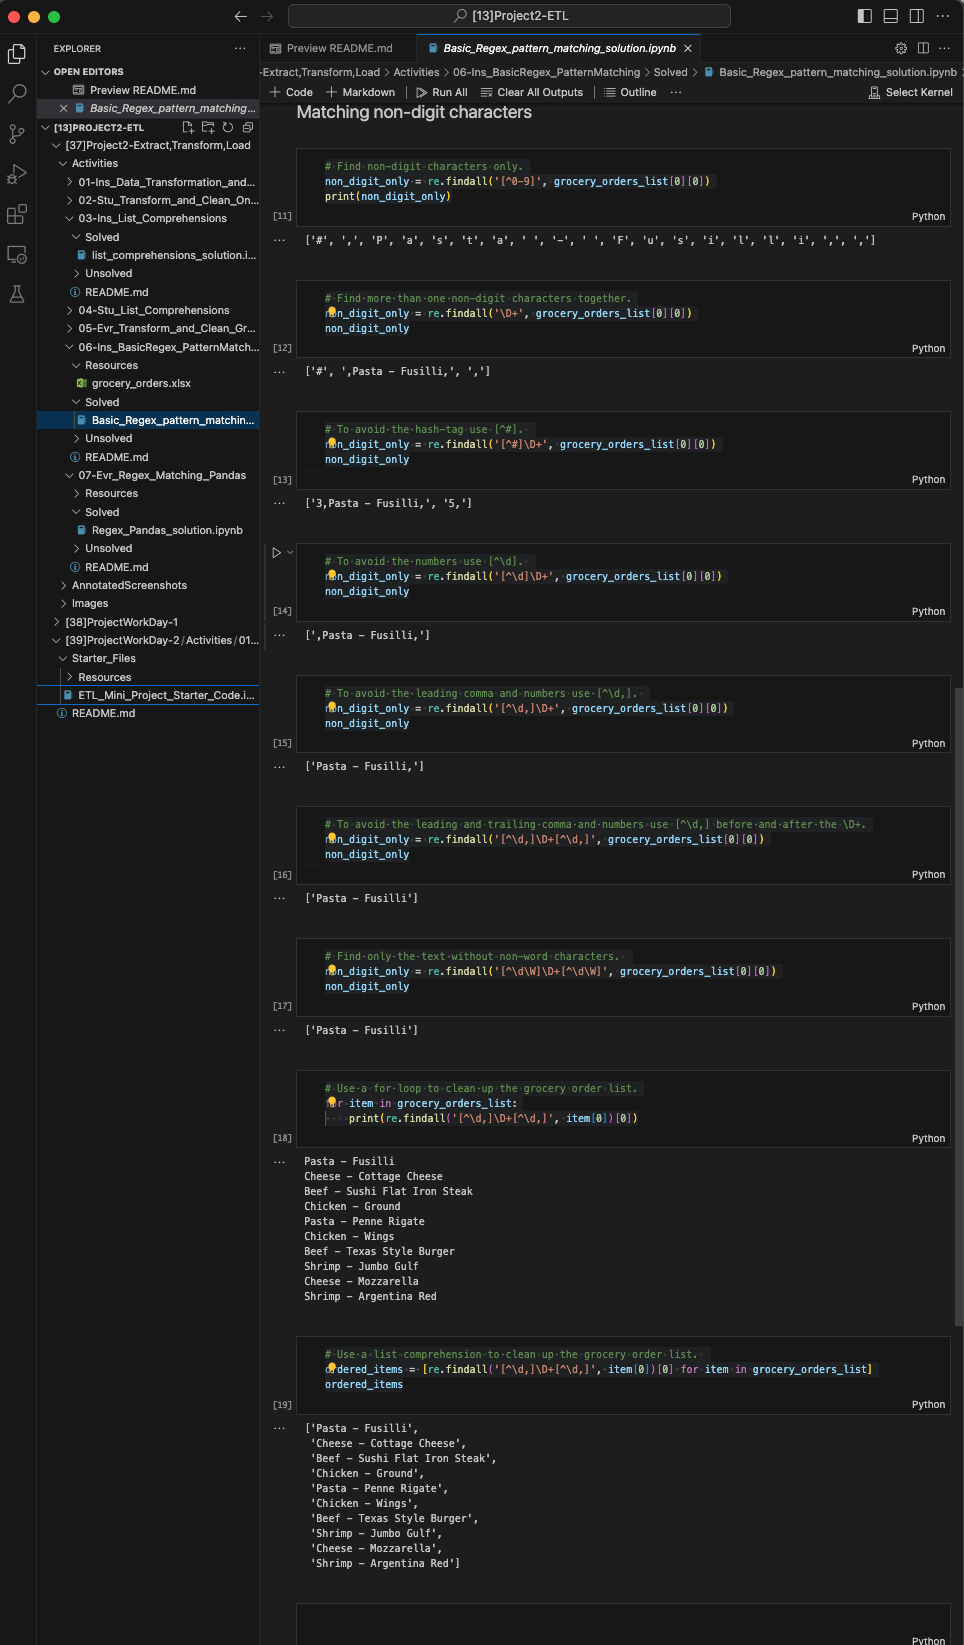 [13]Project2-ETL
EXPLORER
OPEN EDITORS
Preview README.md
Basic_Regex_pattern_matching...
[13]PROJECT2-ETL
[37]Project2-Extract,Transform,Load
Activities
01-Ins_Data_Transformation_and...
02-Stu_Transform_and_Clean_On...
03-Ins_List_Comprehensions
Solved
list_comprehensions_solution.i...
Unsolved
README.md
04-Stu_List_Comprehensions
05-Evr_Transform_and_Clean_Gr...
06-Ins_BasicRegex_PatternMatch...
Resources
grocery_orders.xlsx
Solved
Basic_Regex_pattern_matchin...
Unsolved
README.md
07-Evr_Regex_Matching_Pandas
Resources
Solved
Regex_Pandas_solution.ipynb
Unsolved
README.md
AnnotatedScreenshots
Images
[38]ProjectWorkDay-1
[39]ProjectWorkDay-2/Activities/01...
Starter_Files
Resources
ETL_Mini_Project_Starter_Code.i...
README.md
Preview README.md
Basic_Regex_pattern_matching_solution.ipynb
-Extract,Transform,Load > Activities > 06-Ins_BasicRegex_PatternMatching > Solved > Basic_Regex_pattern_matching_solution.ipynb >
+ Code + Markdown Run All Clear All Outputs Outline ... Select Kernel
Matching non-digit characters
# Find non-digit characters only.
non_digit_only = re.findall('[^0-9]', grocery_orders_list[0][0])
print(non_digit_only)
[11] Python
['#', ',', 'P', 'a', 's', 't', 'a', ' ', '-', ' ', 'F', 'u', 's', 'i', 'l', 'l', 'i', ',', ',']
# Find more than one non-digit characters together.
non_digit_only = re.findall('\D+', grocery_orders_list[0][0])
non_digit_only
[12] Python
['#', ',Pasta - Fusilli,', ',']
# To avoid the hash-tag use [^#].
non_digit_only = re.findall('[^#]\D+', grocery_orders_list[0][0])
non_digit_only
[13] Python
['3,Pasta - Fusilli,', '5,']
# To avoid the numbers use [^\d].
non_digit_only = re.findall('[^\d]\D+', grocery_orders_list[0][0])
non_digit_only
[14] Python
[',Pasta - Fusilli,']
# To avoid the leading comma and numbers use [^\d,].
non_digit_only = re.findall('[^\d,]\D+', grocery_orders_list[0][0])
non_digit_only
[15] Python
['Pasta - Fusilli,']
# To avoid the leading and trailing comma and numbers use [^\d,] before and after the \D+.
non_digit_only = re.findall('[^\d,]\D+[^\d,]', grocery_orders_list[0][0])
non_digit_only
[16] Python
['Pasta - Fusilli']
# Find only the text without non-word characters.
non_digit_only = re.findall('[^\d\W]\D+[^\d\W]', grocery_orders_list[0][0])
non_digit_only
[17] Python
['Pasta - Fusilli']
# Use a for loop to clean up the grocery order list.
for item in grocery_orders_list:
print(re.findall('[^\d,]\D+[^\d,]', item[0])[0])
[18] Python
Pasta - Fusilli
Cheese - Cottage Cheese
Beef - Sushi Flat Iron Steak
Chicken - Ground
Pasta - Penne Rigate
Chicken - Wings
Beef - Texas Style Burger
Shrimp - Jumbo Gulf
Cheese - Mozzarella
Shrimp - Argentina Red
# Use a list comprehension to clean up the grocery order list.
ordered_items = [re.findall('[^\d,]\D+[^\d,]', item[0])[0] for item in grocery_orders_list]
ordered_items
[19] Python
['Pasta - Fusilli',
'Cheese - Cottage Cheese',
'Beef - Sushi Flat Iron Steak',
'Chicken - Ground',
'Pasta - Penne Rigate',
'Chicken - Wings',
'Beef - Texas Style Burger',
'Shrimp - Jumbo Gulf',
'Cheese - Mozzarella',
'Shrimp - Argentina Red']
Python